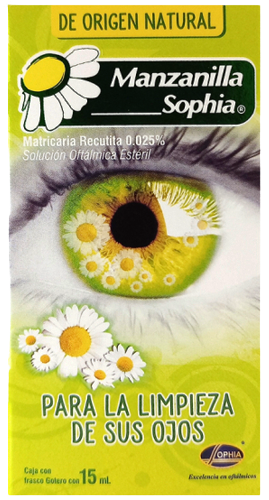 DE ORIGEN NATURAL
Manzanilla
Sophia®
Matricaria Recutita 0.025%
Solución Oftálmica Estéril
PARA LA LIMPIEZA
DE SUS OJOS
Caja con
frasco Gotero con 15 ml.
SOPHIA
Excelencia en oftálmicos